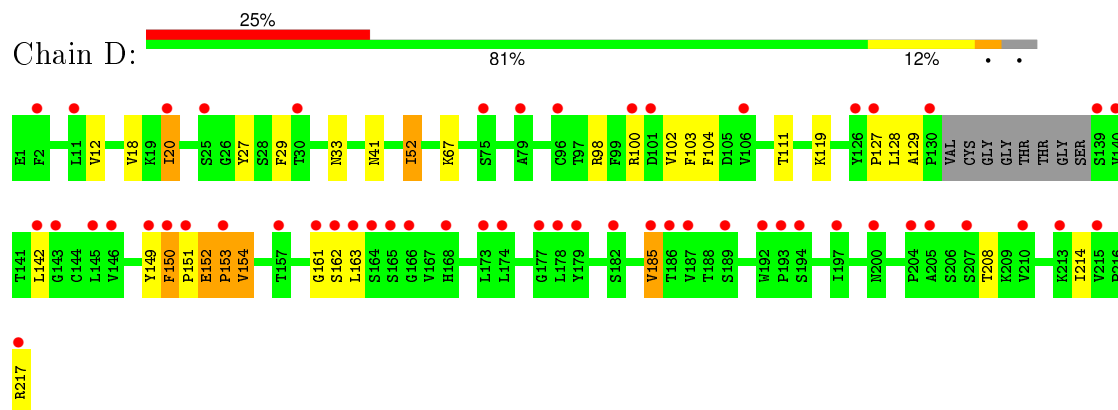 25%
Chain D:
81% 12% • •
E1 F2 L11 V12 V18 K19 I20 S25 G26 Y27 S28 F29 T30 N33 N41 I52 K67 S75 A79 C96 T97 R98 F99 R100 D101 V102 F103 F104 D105 V106 T111 K119 Y126 P127 L128 A129 P130 VAL CYS GLY GLY THR THR GLY SER S139 V140
T141 L142 G143 C144 L145 V146 Y149 F150 P151 E152 P153 V154 T157 G161 S162 L163 S164 S165 G166 V167 H168 L173 L174 G177 L178 Y179 S182 V185 T186 V187 T188 S189 W192 P193 S194 I197 N200 P204 A205 S206 S207 T208 K209 V210 K213 I214 V215 P216
R217